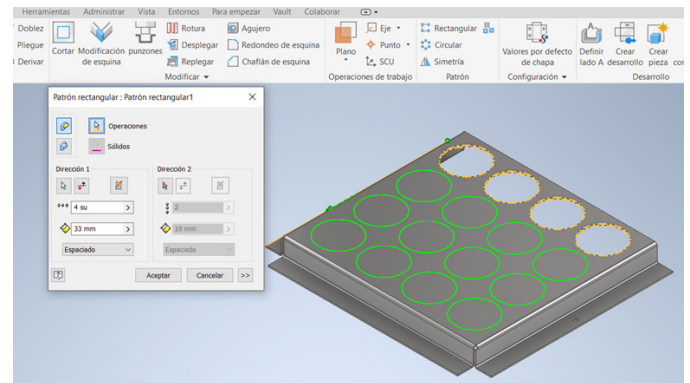 Herramientas Administrar Vista Entornos Para empezar Vault Colaborar
Doblez Rotura Agujero Eje Rectangular
Pliegue Cortar Modificación de esquina punzones Desplegar Redondeo de esquina Plano Punto Circular Valores por defecto de chapa Definir lado A Crear desarrollo Crear pieza
Derivar Replegar Chaflán de esquina SCU Simetría
Modificar Operaciones de trabajo Patrón Configuración Desarrollo
Patrón rectangular : Patrón rectangular1
Operaciones
Sólidos
Dirección 1 Dirección 2
4 su 2
33 mm 10 mm
Espaciado Espaciado
Aceptar Cancelar >>